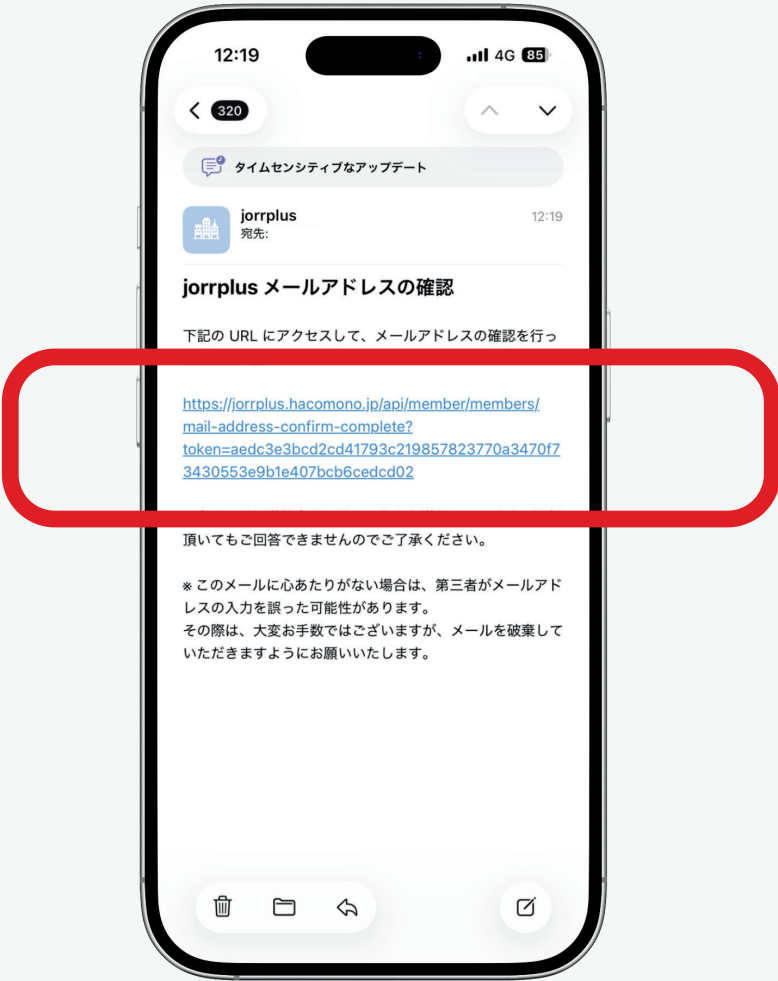 12:19
4G 85
320
タイムセンシティブなアップデート
jorrplus
12:19
宛先:
jorrplus メールアドレスの確認
下記の URL にアクセスして、メールアドレスの確認を行っ
https://jorrplus.hacomono.jp/api/member/members/
mail-address-confirm-complete?
token=aedc3e3bcd2cd41793c219857823770a3470f7
3430553e9b1e407bcb6cedcd02
頂いてもご回答できませんのでご了承ください。
※ このメールに心あたりがない場合は、第三者がメールアド
レスの入力を誤った可能性があります。
その際は、大変お手数ではございますが、メールを破棄して
いただきますようにお願いいたします。